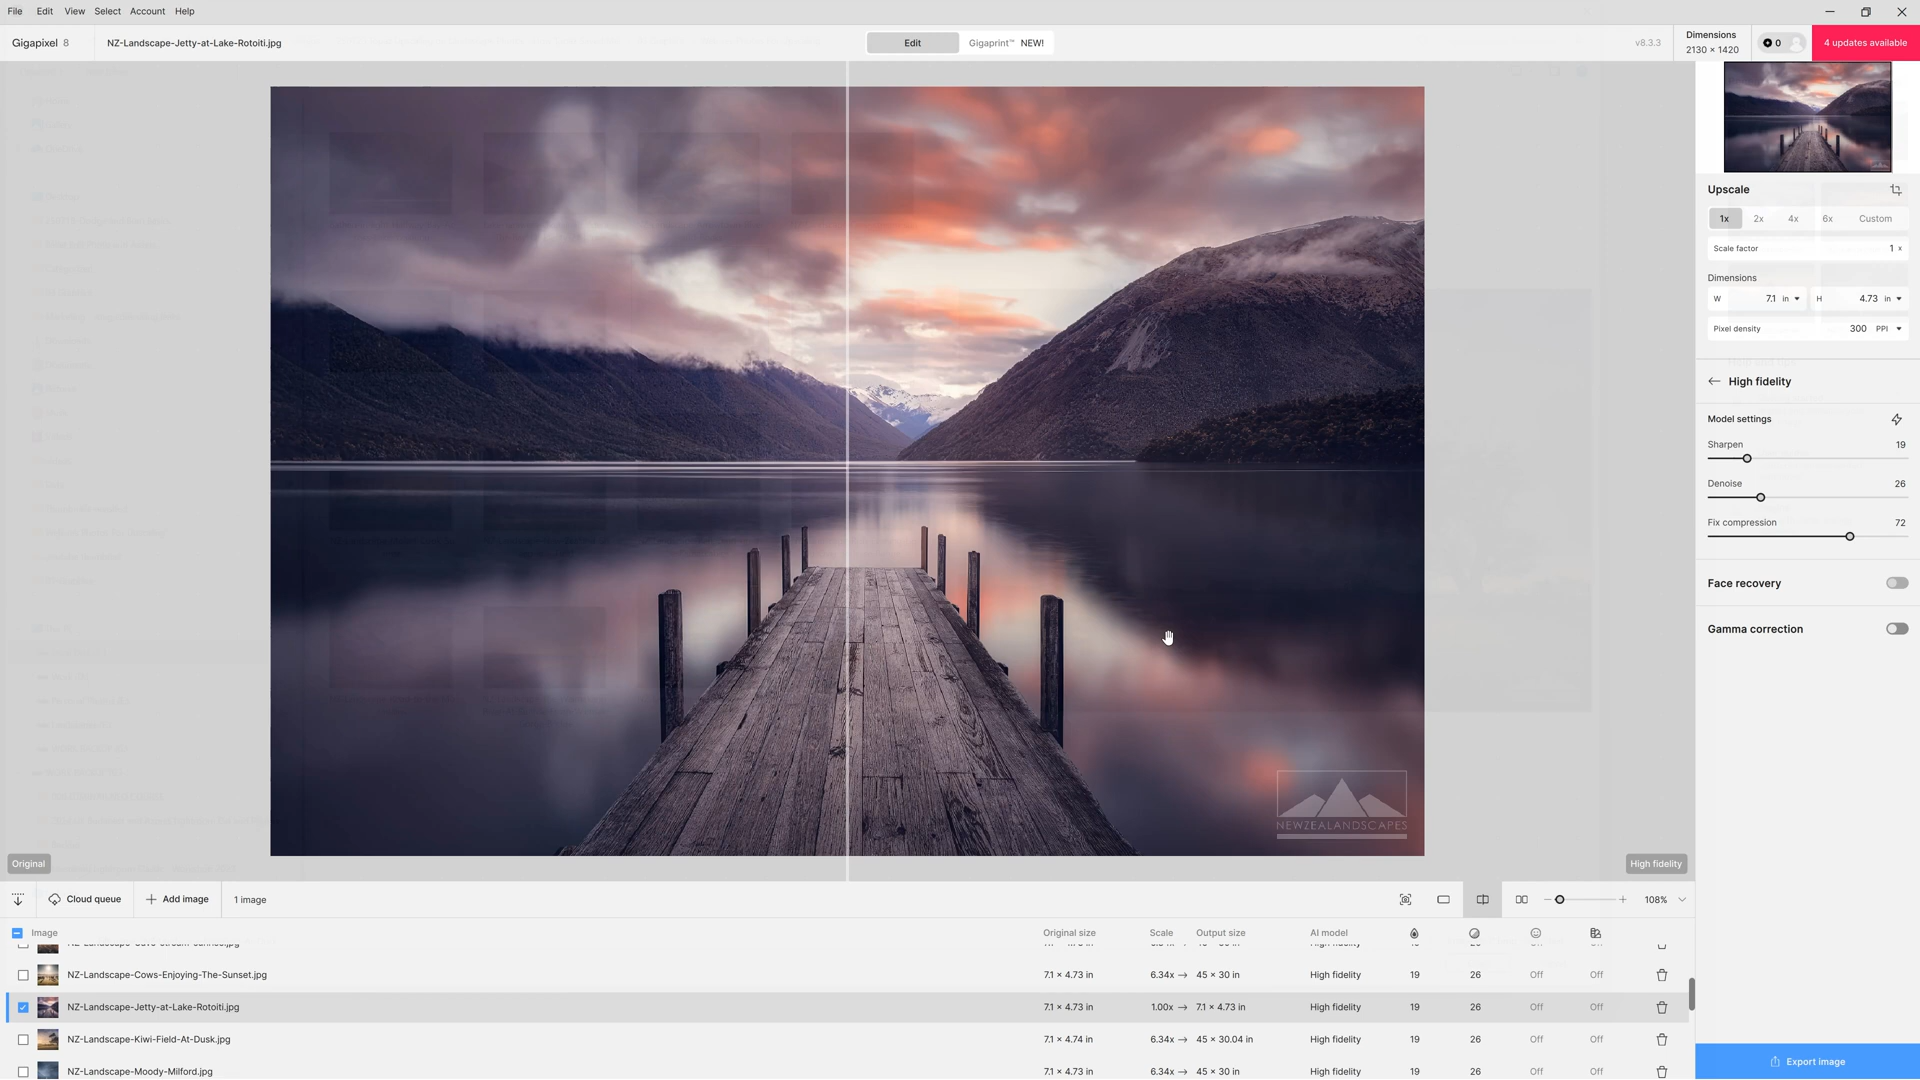 File Edit View Select Account Help
Gigapixel 8 NZ-Landscape-Jetty-at-Lake-Rotoiti.jpg Edit Gigaprint™ NEW! v8.3.3 Dimensions 2130 × 1420 0 4 updates available
Upscale
1x 2x 4x 6x Custom
Scale factor 1 x
Dimensions
W 7.1 in H 4.73 in
Pixel density 300 PPI
High fidelity
Model settings
Sharpen 19
Denoise 26
Fix compression 72
Face recovery
Gamma correction
NEWZEALANDSCAPES
Original High fidelity
Cloud queue Add image 1 image 108%
Image Original size Scale Output size AI model
NZ-Landscape-Cows-Enjoying-The-Sunset.jpg 7.1 × 4.73 in 6.34x → 45 × 30 in High fidelity 19 26 Off Off
NZ-Landscape-Jetty-at-Lake-Rotoiti.jpg 7.1 × 4.73 in 1.00x → 7.1 × 4.73 in High fidelity 19 26 Off Off
NZ-Landscape-Kiwi-Field-At-Dusk.jpg 7.1 × 4.74 in 6.34x → 45 × 30.04 in High fidelity 19 26 Off Off
NZ-Landscape-Moody-Milford.jpg 7.1 × 4.73 in 6.34x → 45 × 30 in High fidelity 19 26 Off Off
Export image